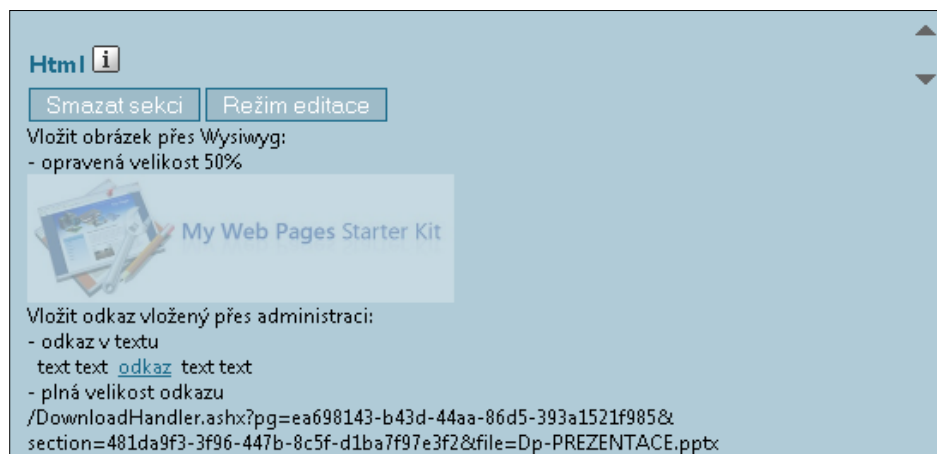 Html i
Smazat sekci Režim editace
Vložit obrázek přes Wysiwyg:
- opravená velikost 50%
My Web Pages Starter Kit
Vložit odkaz vložený přes administraci:
- odkaz v textu
text text odkaz text text
- plná velikost odkazu
/DownloadHandler.ashx?pg=ea698143-b43d-44aa-86d5-393a1521f985&
section=481da9f3-3f96-447b-8c5f-d1ba7f97e3f2&file=Dp-PREZENTACE.pptx